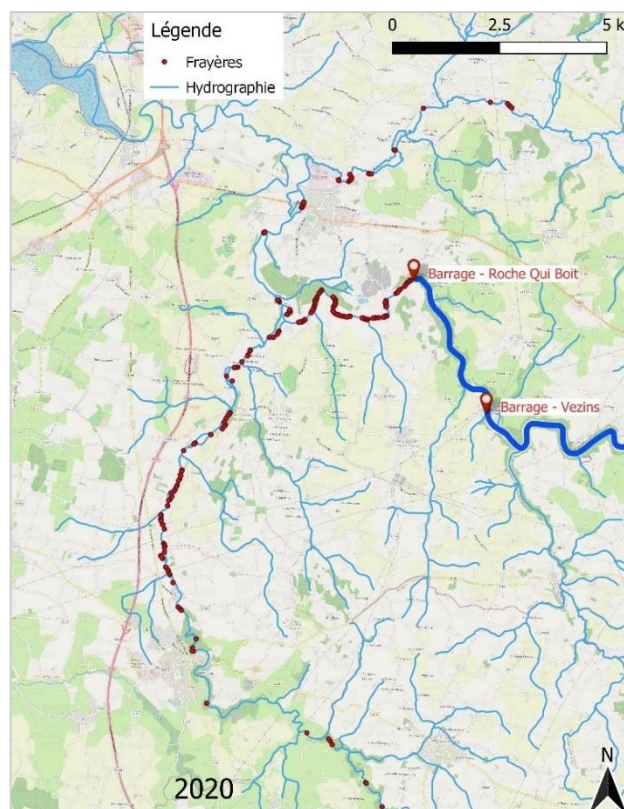 Légende
Frayères
Hydrographie
0 2.5 5 k
Barrage - Roche Qui Boit
Barrage - Vezins
2020
N